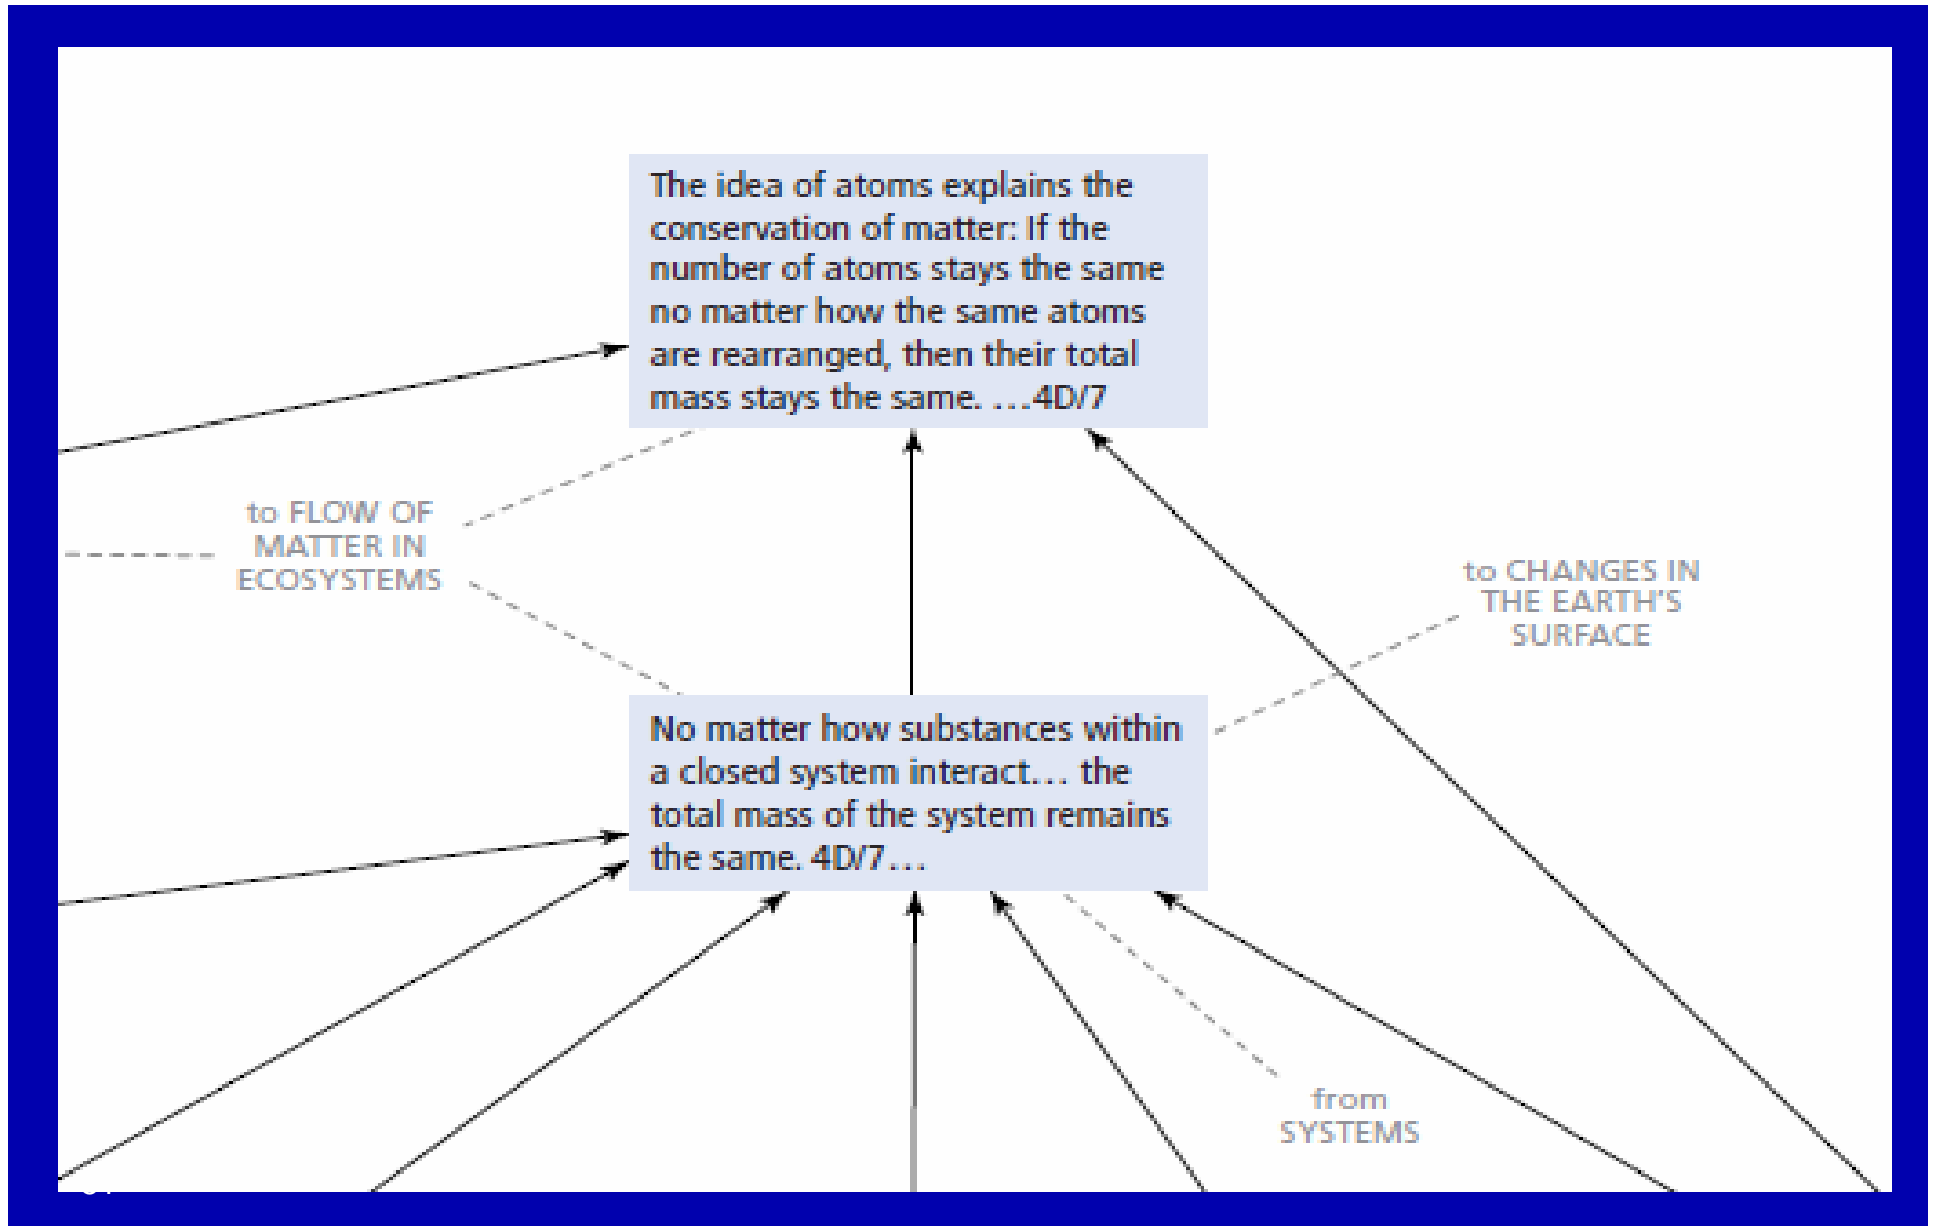 The idea of atoms explains the
conservation of matter: If the
number of atoms stays the same
no matter how the same atoms
are rearranged, then their total
mass stays the same. …4D/7
to FLOW OF
MATTER IN
ECOSYSTEMS
to CHANGES IN
THE EARTH'S
SURFACE
No matter how substances within
a closed system interact… the
total mass of the system remains
the same. 4D/7…
from
SYSTEMS